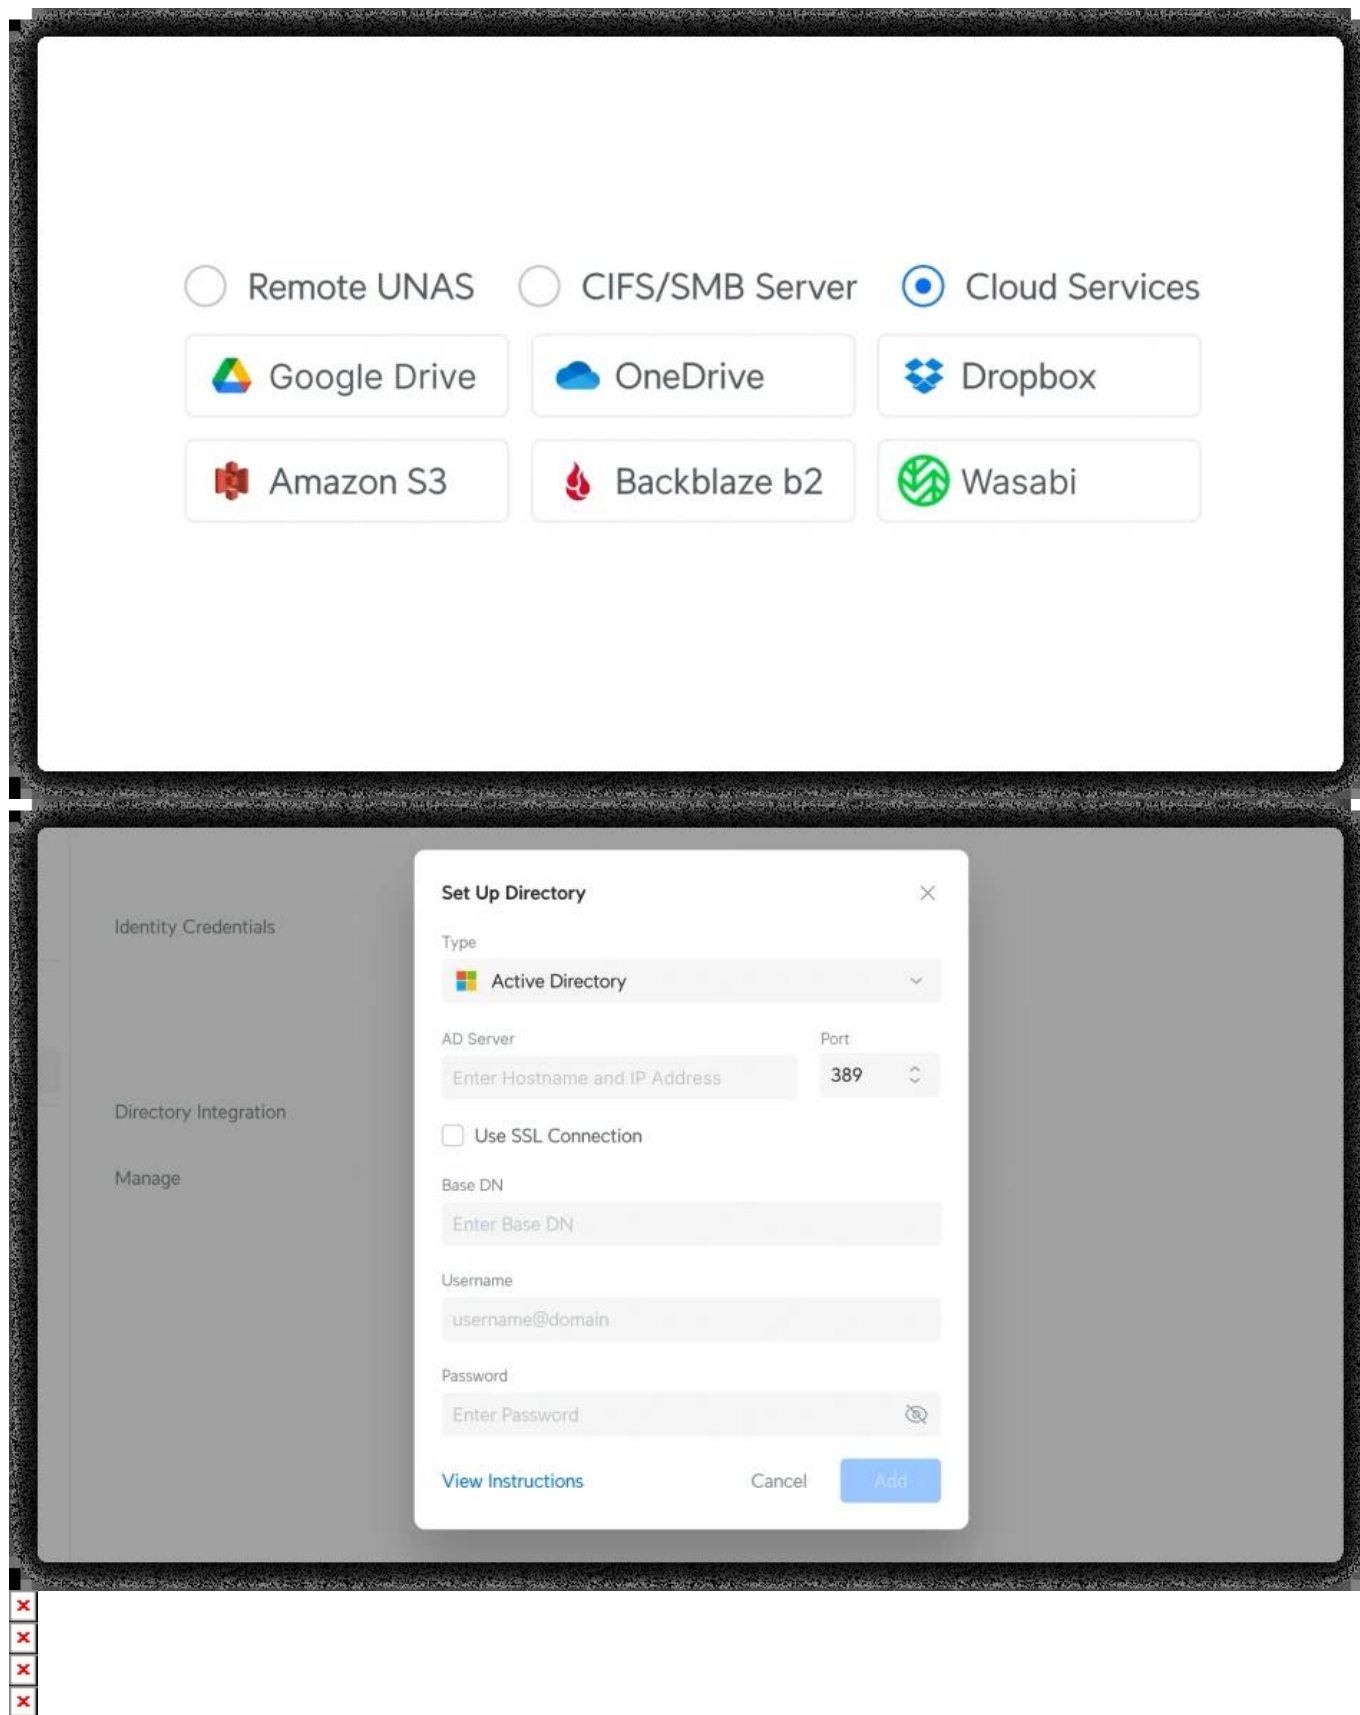 Remote UNAS CIFS/SMB Server Cloud Services
Google Drive OneDrive Dropbox
Amazon S3 Backblaze b2 Wasabi
Set Up Directory
Identity Credentials
Type
Active Directory
AD Server Port
Enter Hostname and IP Address 389
Directory Integration
Use SSL Connection
Manage
Base DN
Enter Base DN
Username
username@domain
Password
Enter Password
View Instructions Cancel Add